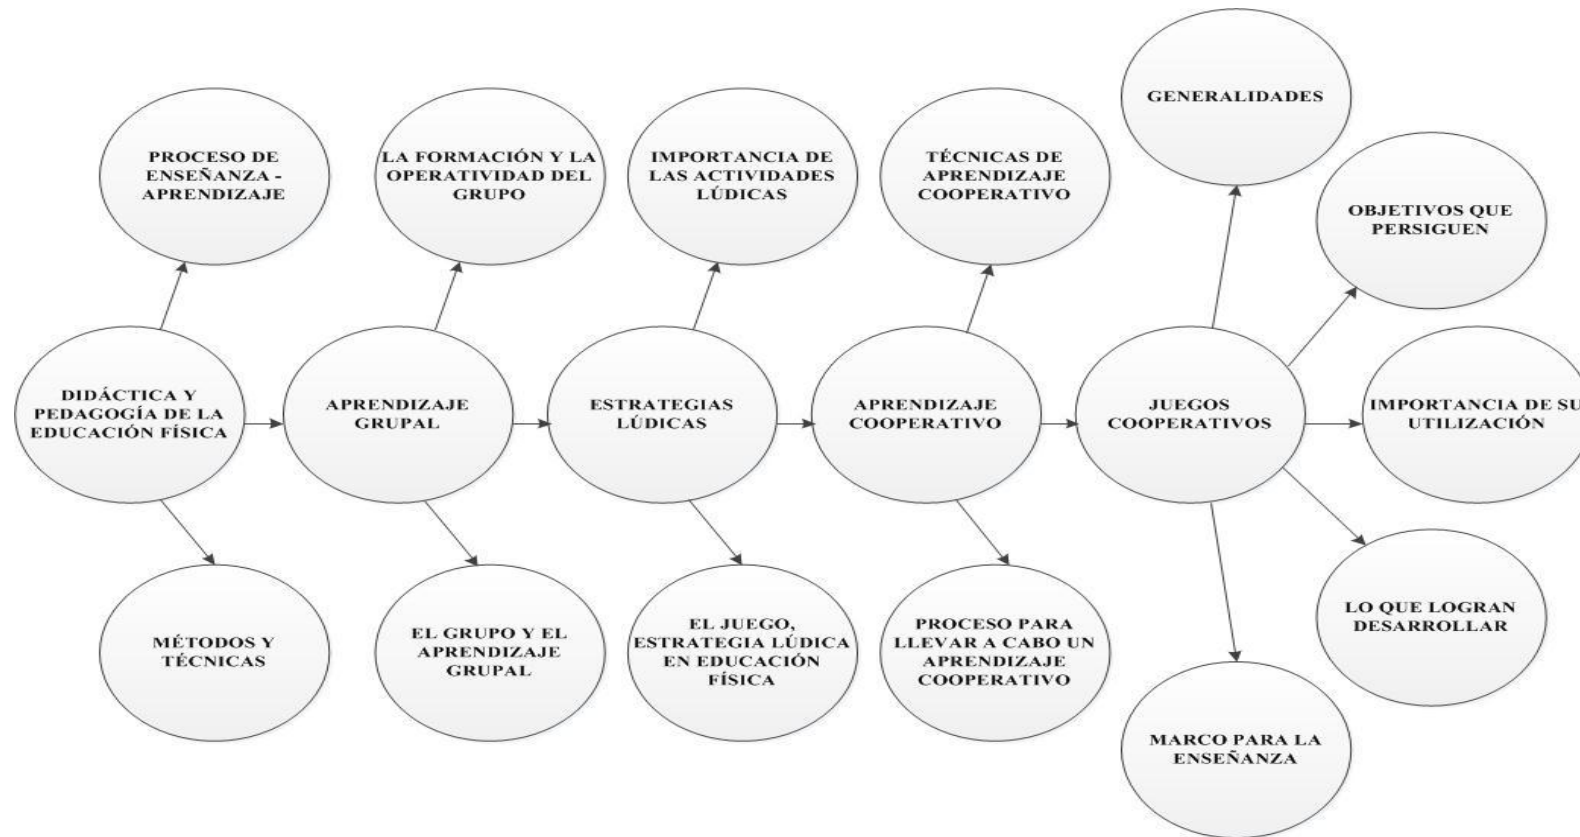 GENERALIDADES
PROCESO DE
ENSEÑANZA -
APRENDIZAJE
LA FORMACIÓN Y LA
OPERATIVIDAD DEL
GRUPO
IMPORTANCIA DE
LAS ACTIVIDADES
LÚDICAS
TÉCNICAS DE
APRENDIZAJE
COOPERATIVO
OBJETIVOS QUE
PERSIGUEN
DIDÁCTICA Y
PEDAGOGÍA DE LA
EDUCACIÓN FÍSICA
APRENDIZAJE
GRUPAL
ESTRATEGIAS
LÚDICAS
APRENDIZAJE
COOPERATIVO
JUEGOS
COOPERATIVOS
IMPORTANCIA DE SU
UTILIZACIÓN
MÉTODOS Y
TÉCNICAS
EL GRUPO Y EL
APRENDIZAJE
GRUPAL
EL JUEGO,
ESTRATEGIA LÚDICA
EN EDUCACIÓN
FÍSICA
PROCESO PARA
LLEVAR A CABO UN
APRENDIZAJE
COOPERATIVO
LO QUE LOGRAN
DESARROLLAR
MARCO PARA LA
ENSEÑANZA